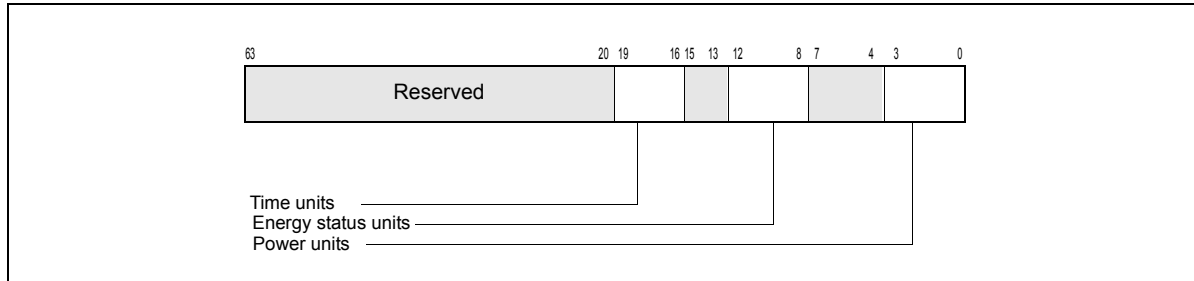 63 20 19 16 15 13 12 8 7 4 3 0
Reserved
Time units
Energy status units
Power units